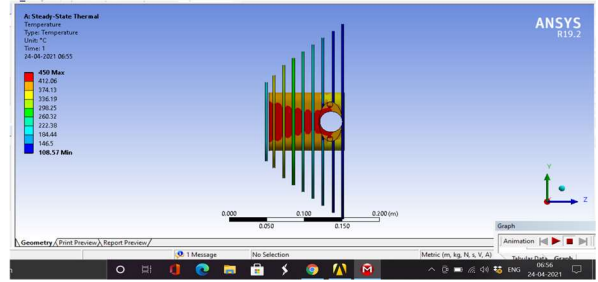 A: Steady-State Thermal
Temperature
Type: Temperature
Unit: °C
Time: 1
24-04-2021 06:55
450 Max
412.06
374.13
336.19
298.25
260.32
222.38
184.44
146.5
108.57 Min
ANSYS
R19.2
0.000
0.100
0.200 (m)
0.050
0.150
Y
Z
Graph
Animation
Geometry / Print Preview / Report Preview /
Tabular Data Graph
1 Message
No Selection
Metric (m, kg, N, s, V, A)
ENG
06:56
24-04-2021